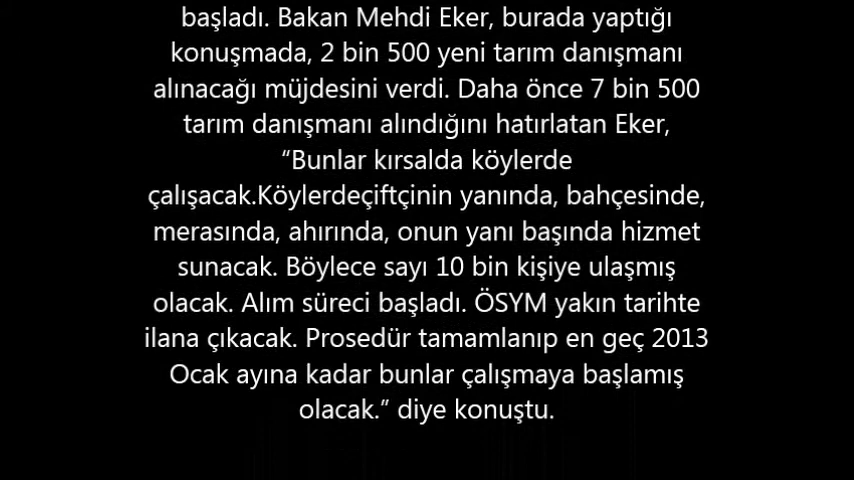 başladı. Bakan Mehdi Eker, burada yaptığı
konuşmada, 2 bin 500 yeni tarım danışmanı
alınacağı müjdesini verdi. Daha önce 7 bin 500
tarım danışmanı alındığını hatırlatan Eker,
“Bunlar kırsalda köylerde
çalışacak.Köylerdeçiftçinin yanında, bahçesinde,
merasında, ahırında, onun yanı başında hizmet
sunacak. Böylece sayı 10 bin kişiye ulaşmış
olacak. Alım süreci başladı. ÖSYM yakın tarihte
ilana çıkacak. Prosedür tamamlanıp en geç 2013
Ocak ayına kadar bunlar çalışmaya başlamış
olacak.” diye konuştu.